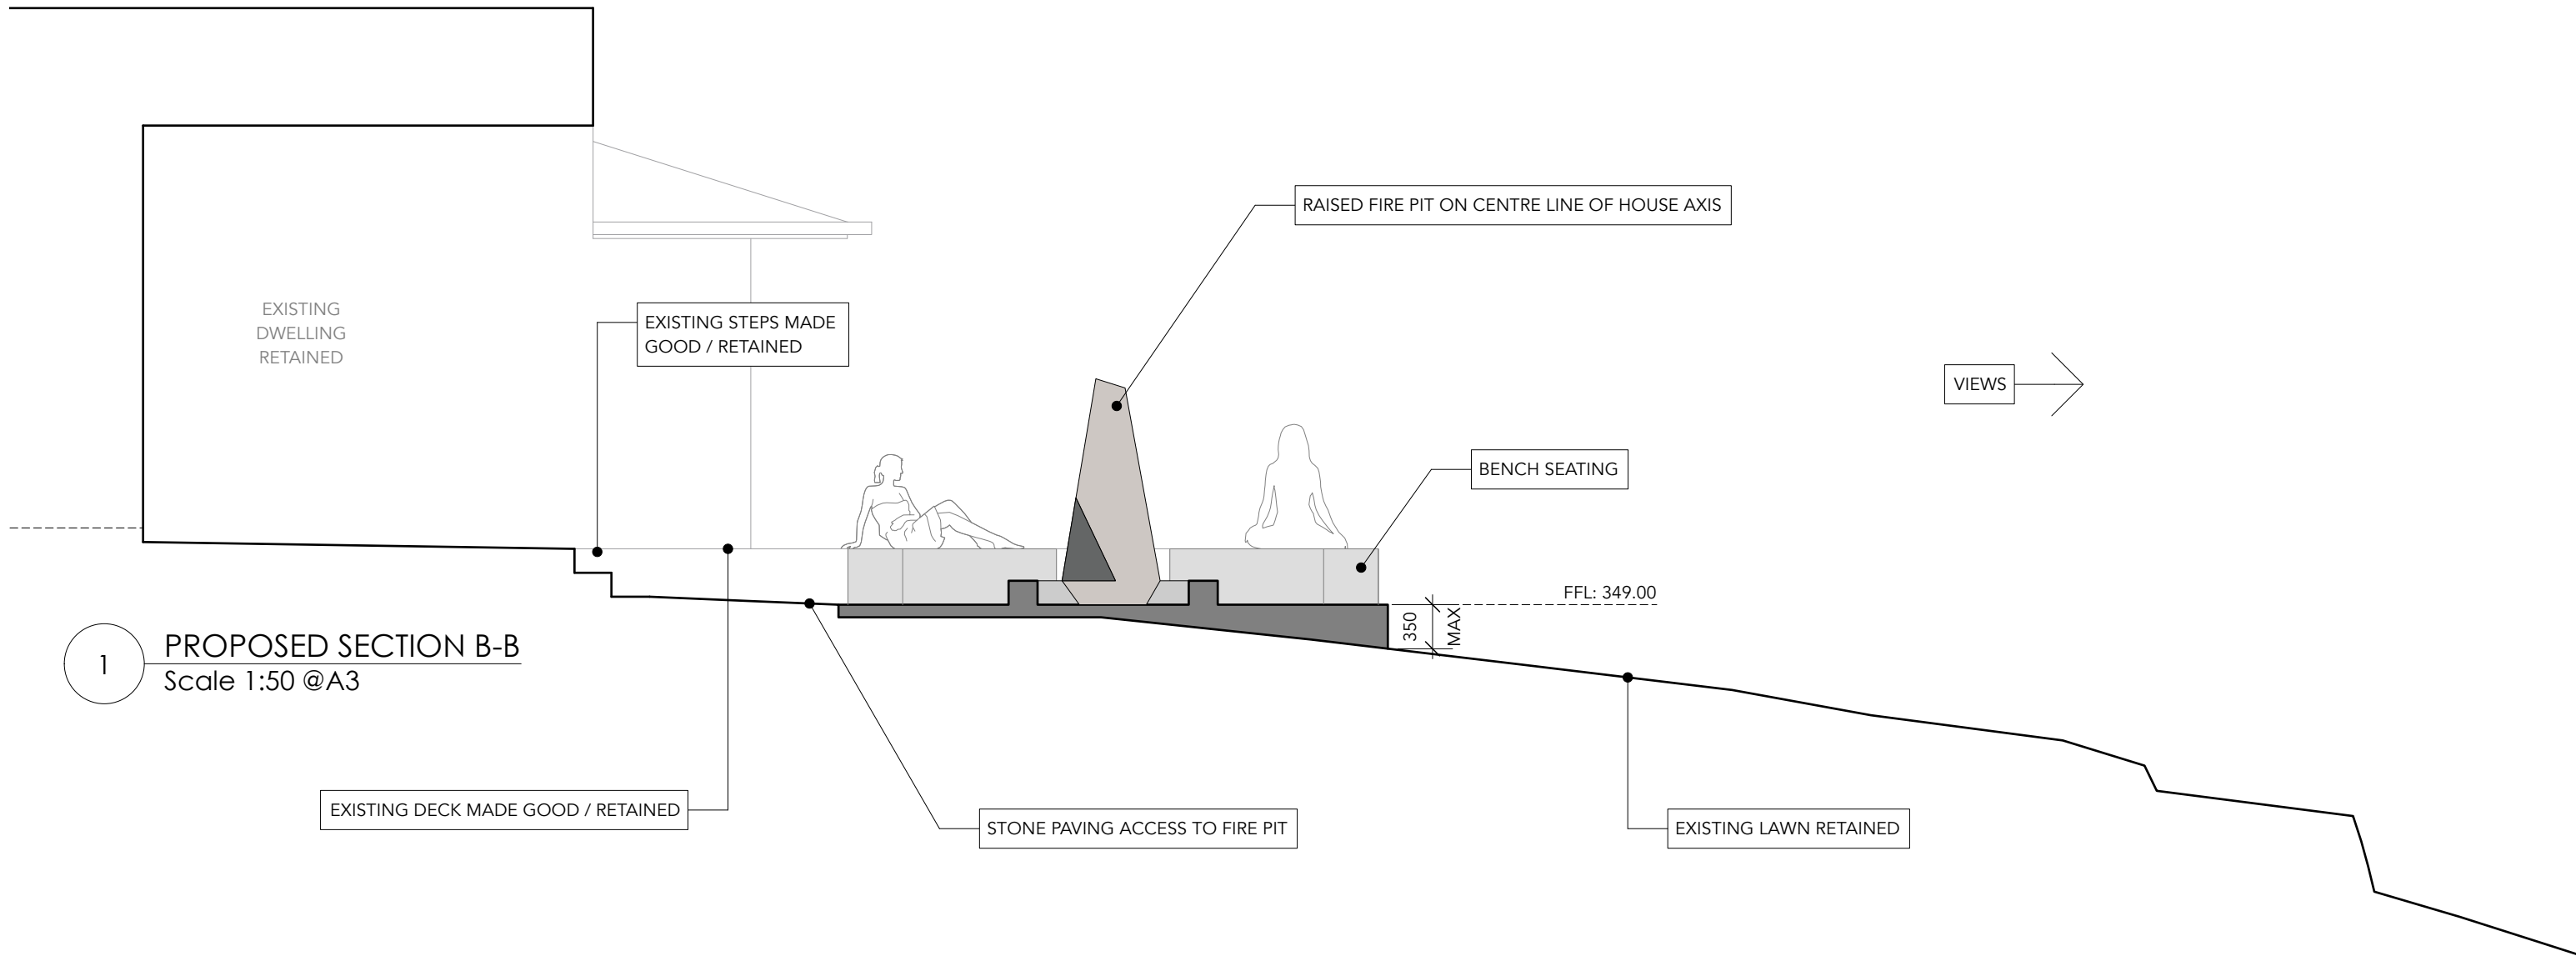 RAISED FIRE PIT ON CENTRE LINE OF HOUSE AXIS
EXISTING
DWELLING
RETAINED
EXISTING STEPS MADE
GOOD / RETAINED
VIEWS
BENCH SEATING
FFL: 349.00
350
MAX
1
PROPOSED SECTION B-B
Scale 1:50 @A3
EXISTING DECK MADE GOOD / RETAINED
STONE PAVING ACCESS TO FIRE PIT
EXISTING LAWN RETAINED